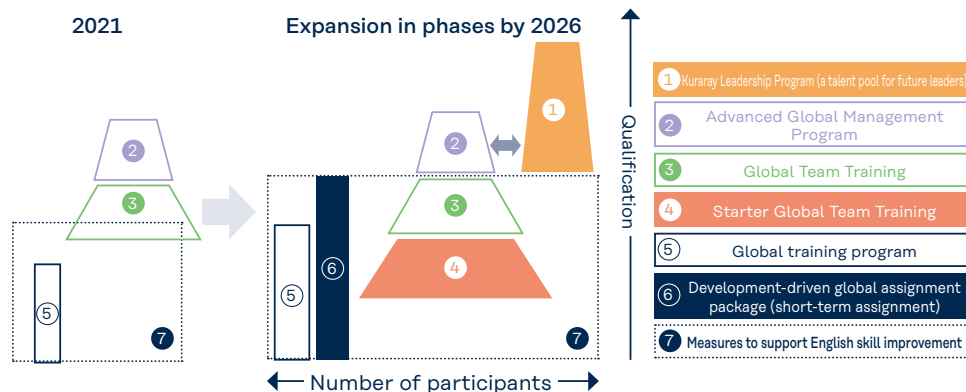 2021
2
3
5
7
Expansion in phases by 2026
1
2
3
4
5
6
7
Number of participants
Qualification
1 Kuraray Leadership Program (a talent pool for future leaders)
2 Advanced Global Management
Program
3 Global Team Training
4 Starter Global Team Training
5 Global training program
6 Development-driven global assignment
package (short-term assignment)
7 Measures to support English skill improvement